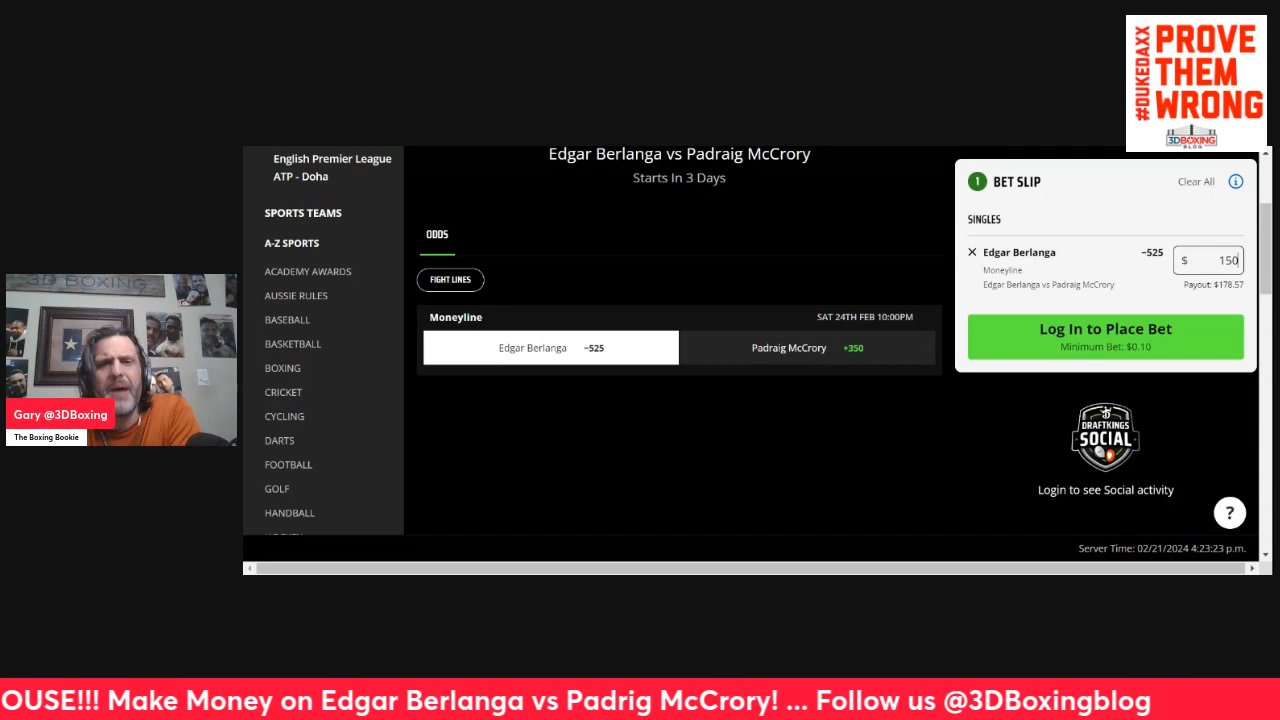 #DUKEDAXX
PROVE
THEM
WRONG
3DBOXING
BLOG
English Premier League
ATP - Doha
SPORTS TEAMS
A-Z SPORTS
ACADEMY AWARDS
AUSSIE RULES
BASEBALL
BASKETBALL
BOXING
CRICKET
CYCLING
DARTS
FOOTBALL
GOLF
HANDBALL
Edgar Berlanga vs Padraig McCrory
Starts In 3 Days
ODDS
FIGHT LINES
Moneyline SAT 24TH FEB 10:00PM
Edgar Berlanga −525 Padraig McCrory +350
1 BET SLIP Clear All i
SINGLES
× Edgar Berlanga −525 $ 150
Moneyline
Edgar Berlanga vs Padraig McCrory Payout: $178.57
Log In to Place Bet
Minimum Bet: $0.10
DRAFTKINGS
SOCIAL
Login to see Social activity
?
Server Time: 02/21/2024 4:23:23 p.m.
3D BOXING
Gary @3DBoxing
The Boxing Bookie
OUSE!!! Make Money on Edgar Berlanga vs Padrig McCrory! ... Follow us @3DBoxingblog